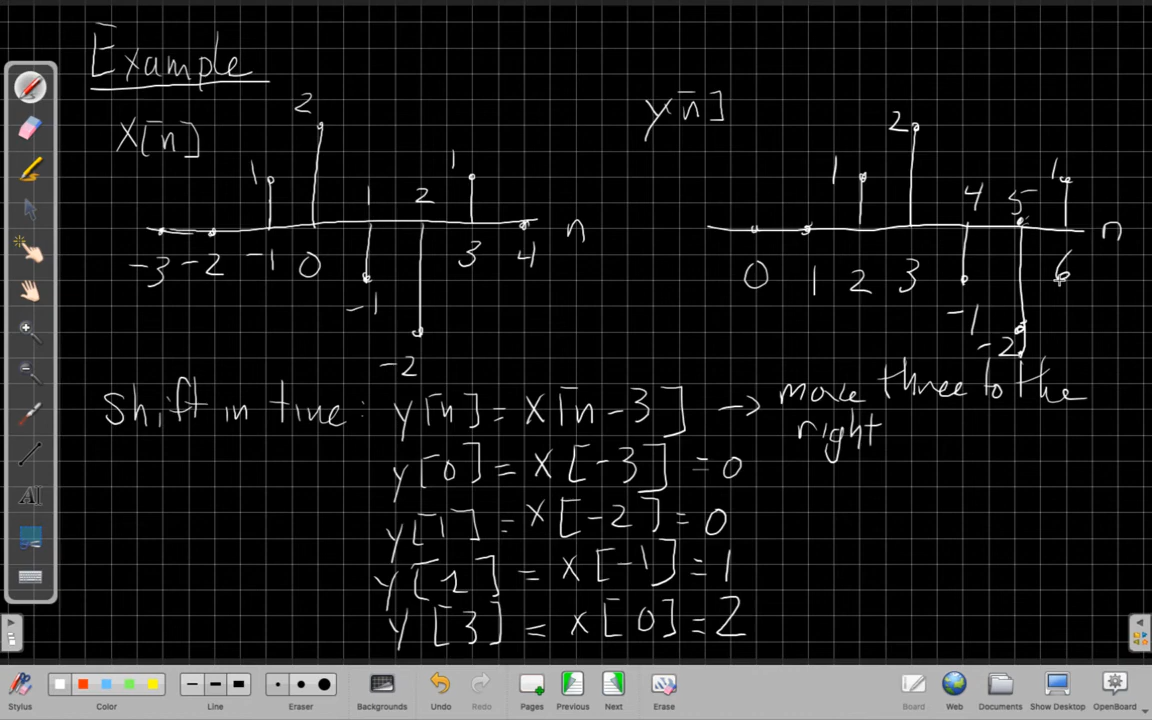 Example
x[n]
2
1
1
1
2
-3 -2 -1 0
3 4
n
-1
-2
y[n]
2
1
4 5
1
n
0 1 2 3
6
-1
-2
Shift in time: y[n] = x[n-3] -> move three to the
right
y[0] = x[-3] = 0
y[1] = x[-2] = 0
y[2] = x[-1] = 1
y[3] = x[0] = 2
Stylus
Color
Line
Eraser
Backgrounds
Undo
Redo
Pages
Previous
Next
Erase
Board
Web
Documents
Show Desktop
OpenBoard